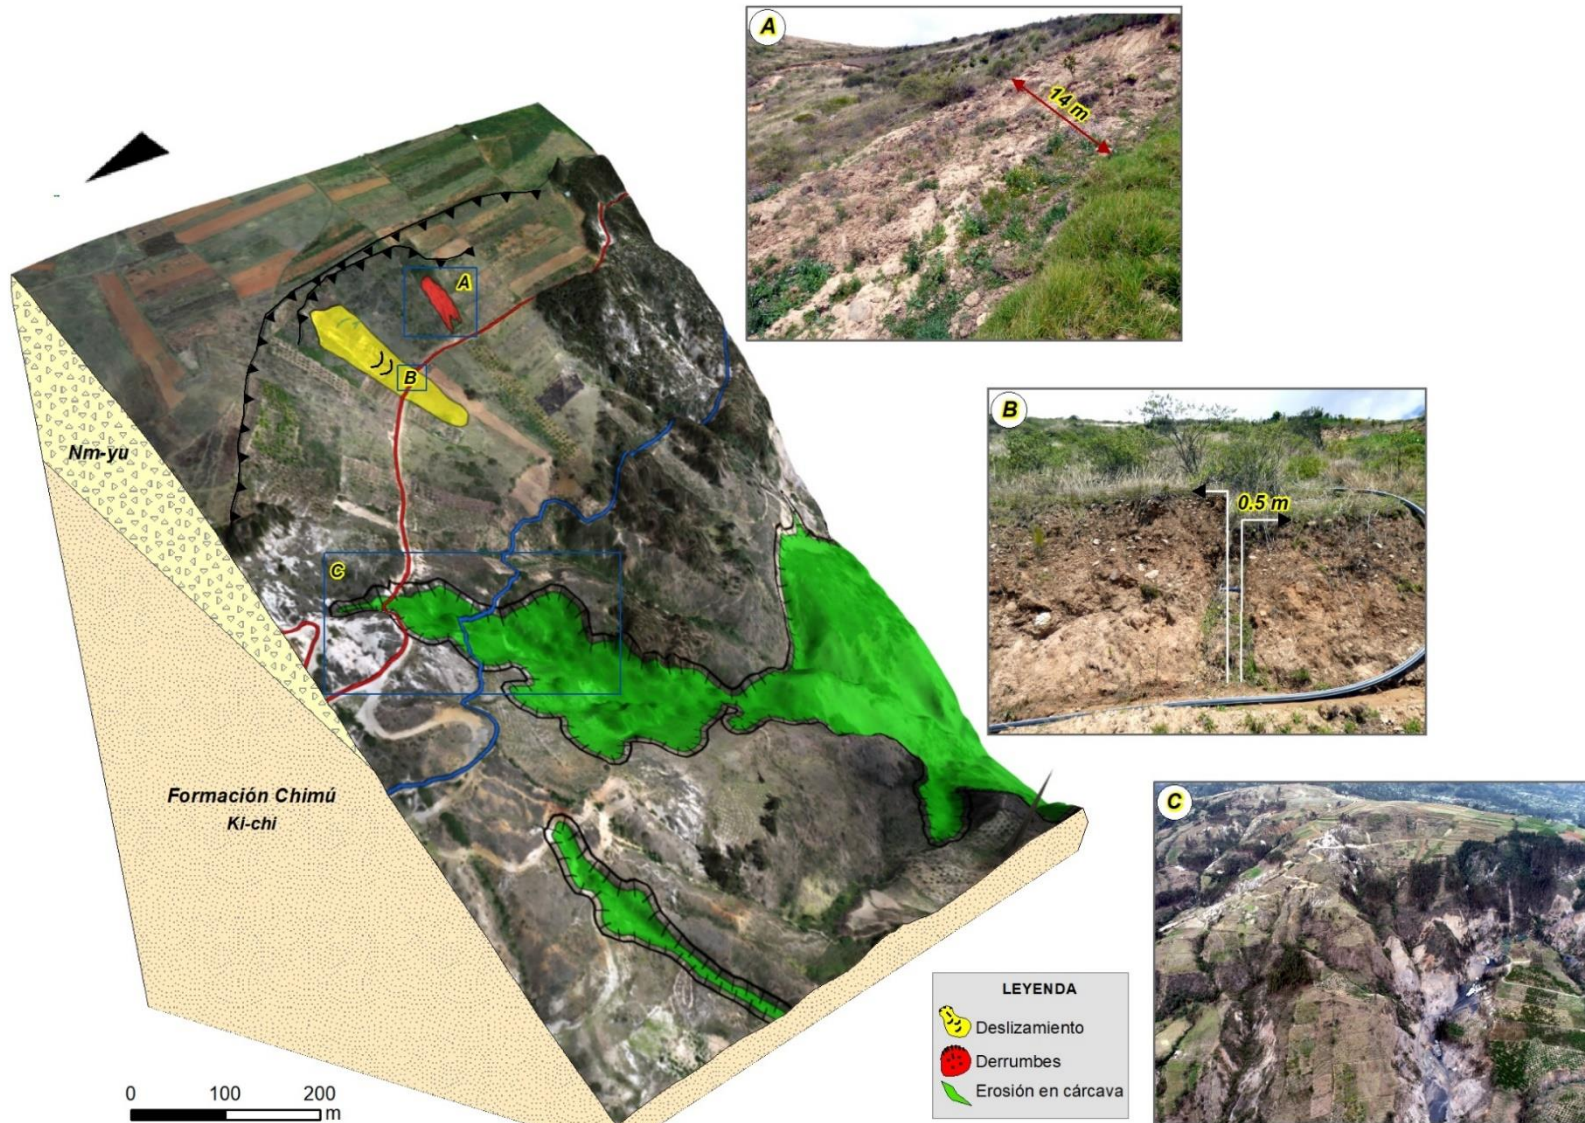 A
14 m
A
B
Nm-yu
B
0.5 m
C
Formación Chimú
Ki-chi
C
LEYENDA
Deslizamiento
Derrumbes
Erosión en cárcava
0 100 200
m